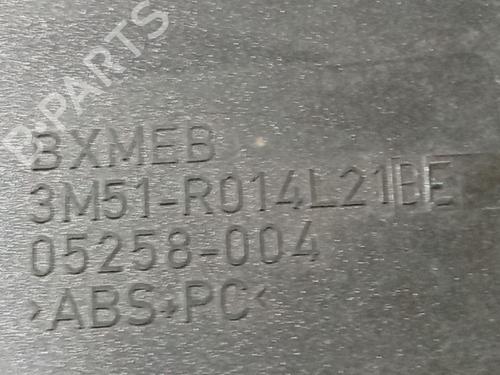 B-PARTS
BXMEB
3M51-R014L21BE
05258-004
>ABS+PC<